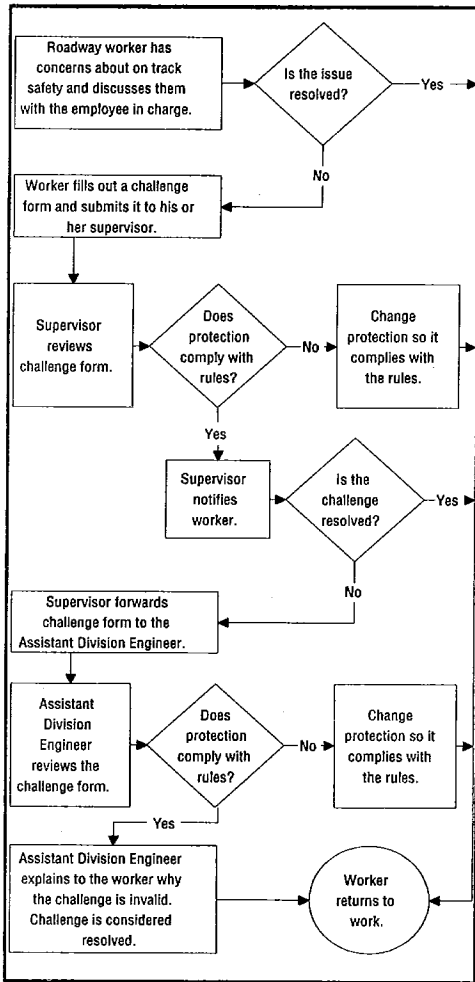 Roadway worker has
concerns about on track
safety and discusses them
with the employee in charge.
Is the issue
resolved?
Yes
No
Worker fills out a challenge
form and submits it to his or
her supervisor.
Supervisor
reviews
challenge form.
Does
protection
comply with
rules?
No
Change
protection so it
complies with
the rules.
Yes
Supervisor
notifies
worker.
Is the
challenge
resolved?
Yes
No
Supervisor forwards
challenge form to the
Assistant Division Engineer.
Assistant
Division
Engineer
reviews the
challenge form.
Does
protection
comply with
rules?
No
Change
protection so it
complies with
the rules.
Yes
Assistant Division Engineer
explains to the worker why
the challenge is invalid.
Challenge is considered
resolved.
Worker
returns to
work.